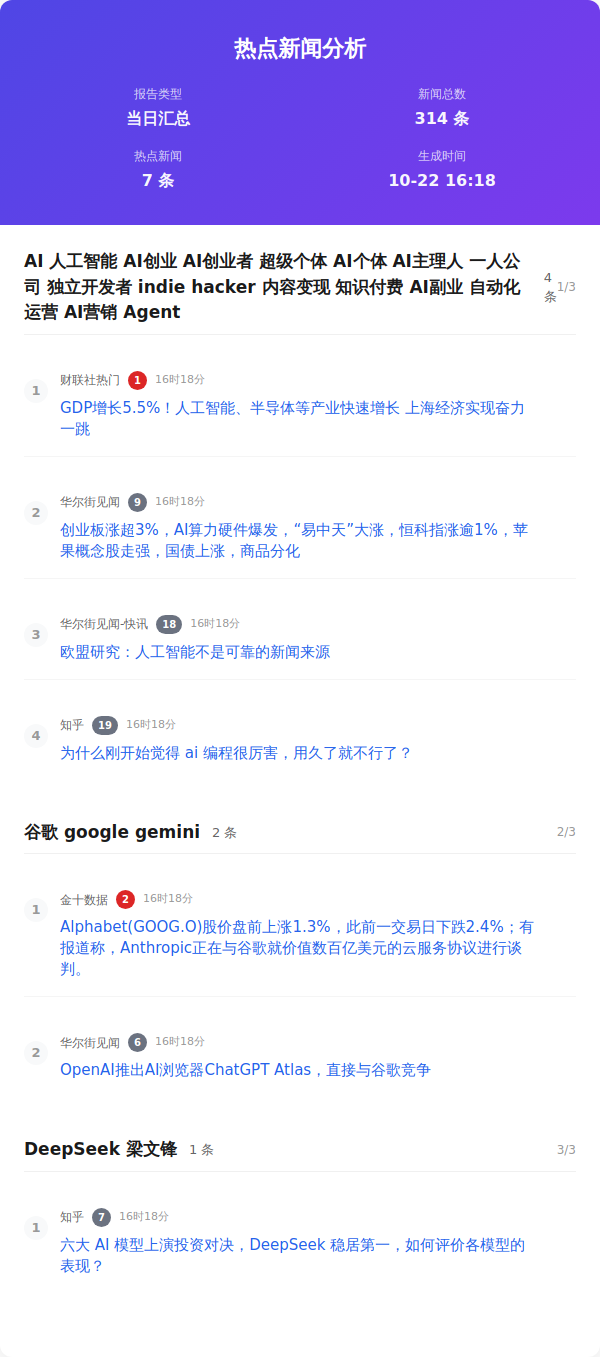 热点新闻分析
报告类型
当日汇总
新闻总数
314 条
热点新闻
7 条
生成时间
10-22 16:18
AI 人工智能 AI创业 AI创业者 超级个体 AI个体 AI主理人 一人公
司 独立开发者 indie hacker 内容变现 知识付费 AI副业 自动化
运营 AI营销 Agent
4
条
1/3
1
财联社热门 1 16时18分
GDP增长5.5%！人工智能、半导体等产业快速增长 上海经济实现奋力
一跳
2
华尔街见闻 9 16时18分
创业板涨超3%，AI算力硬件爆发，“易中天”大涨，恒科指涨逾1%，苹
果概念股走强，国债上涨，商品分化
3
华尔街见闻-快讯 18 16时18分
欧盟研究：人工智能不是可靠的新闻来源
4
知乎 19 16时18分
为什么刚开始觉得 ai 编程很厉害，用久了就不行了？
谷歌 google gemini 2 条 2/3
1
金十数据 2 16时18分
Alphabet(GOOG.O)股价盘前上涨1.3%，此前一交易日下跌2.4%；有
报道称，Anthropic正在与谷歌就价值数百亿美元的云服务协议进行谈
判。
2
华尔街见闻 6 16时18分
OpenAI推出AI浏览器ChatGPT Atlas，直接与谷歌竞争
DeepSeek 梁文锋 1 条 3/3
1
知乎 7 16时18分
六大 AI 模型上演投资对决，DeepSeek 稳居第一，如何评价各模型的
表现？